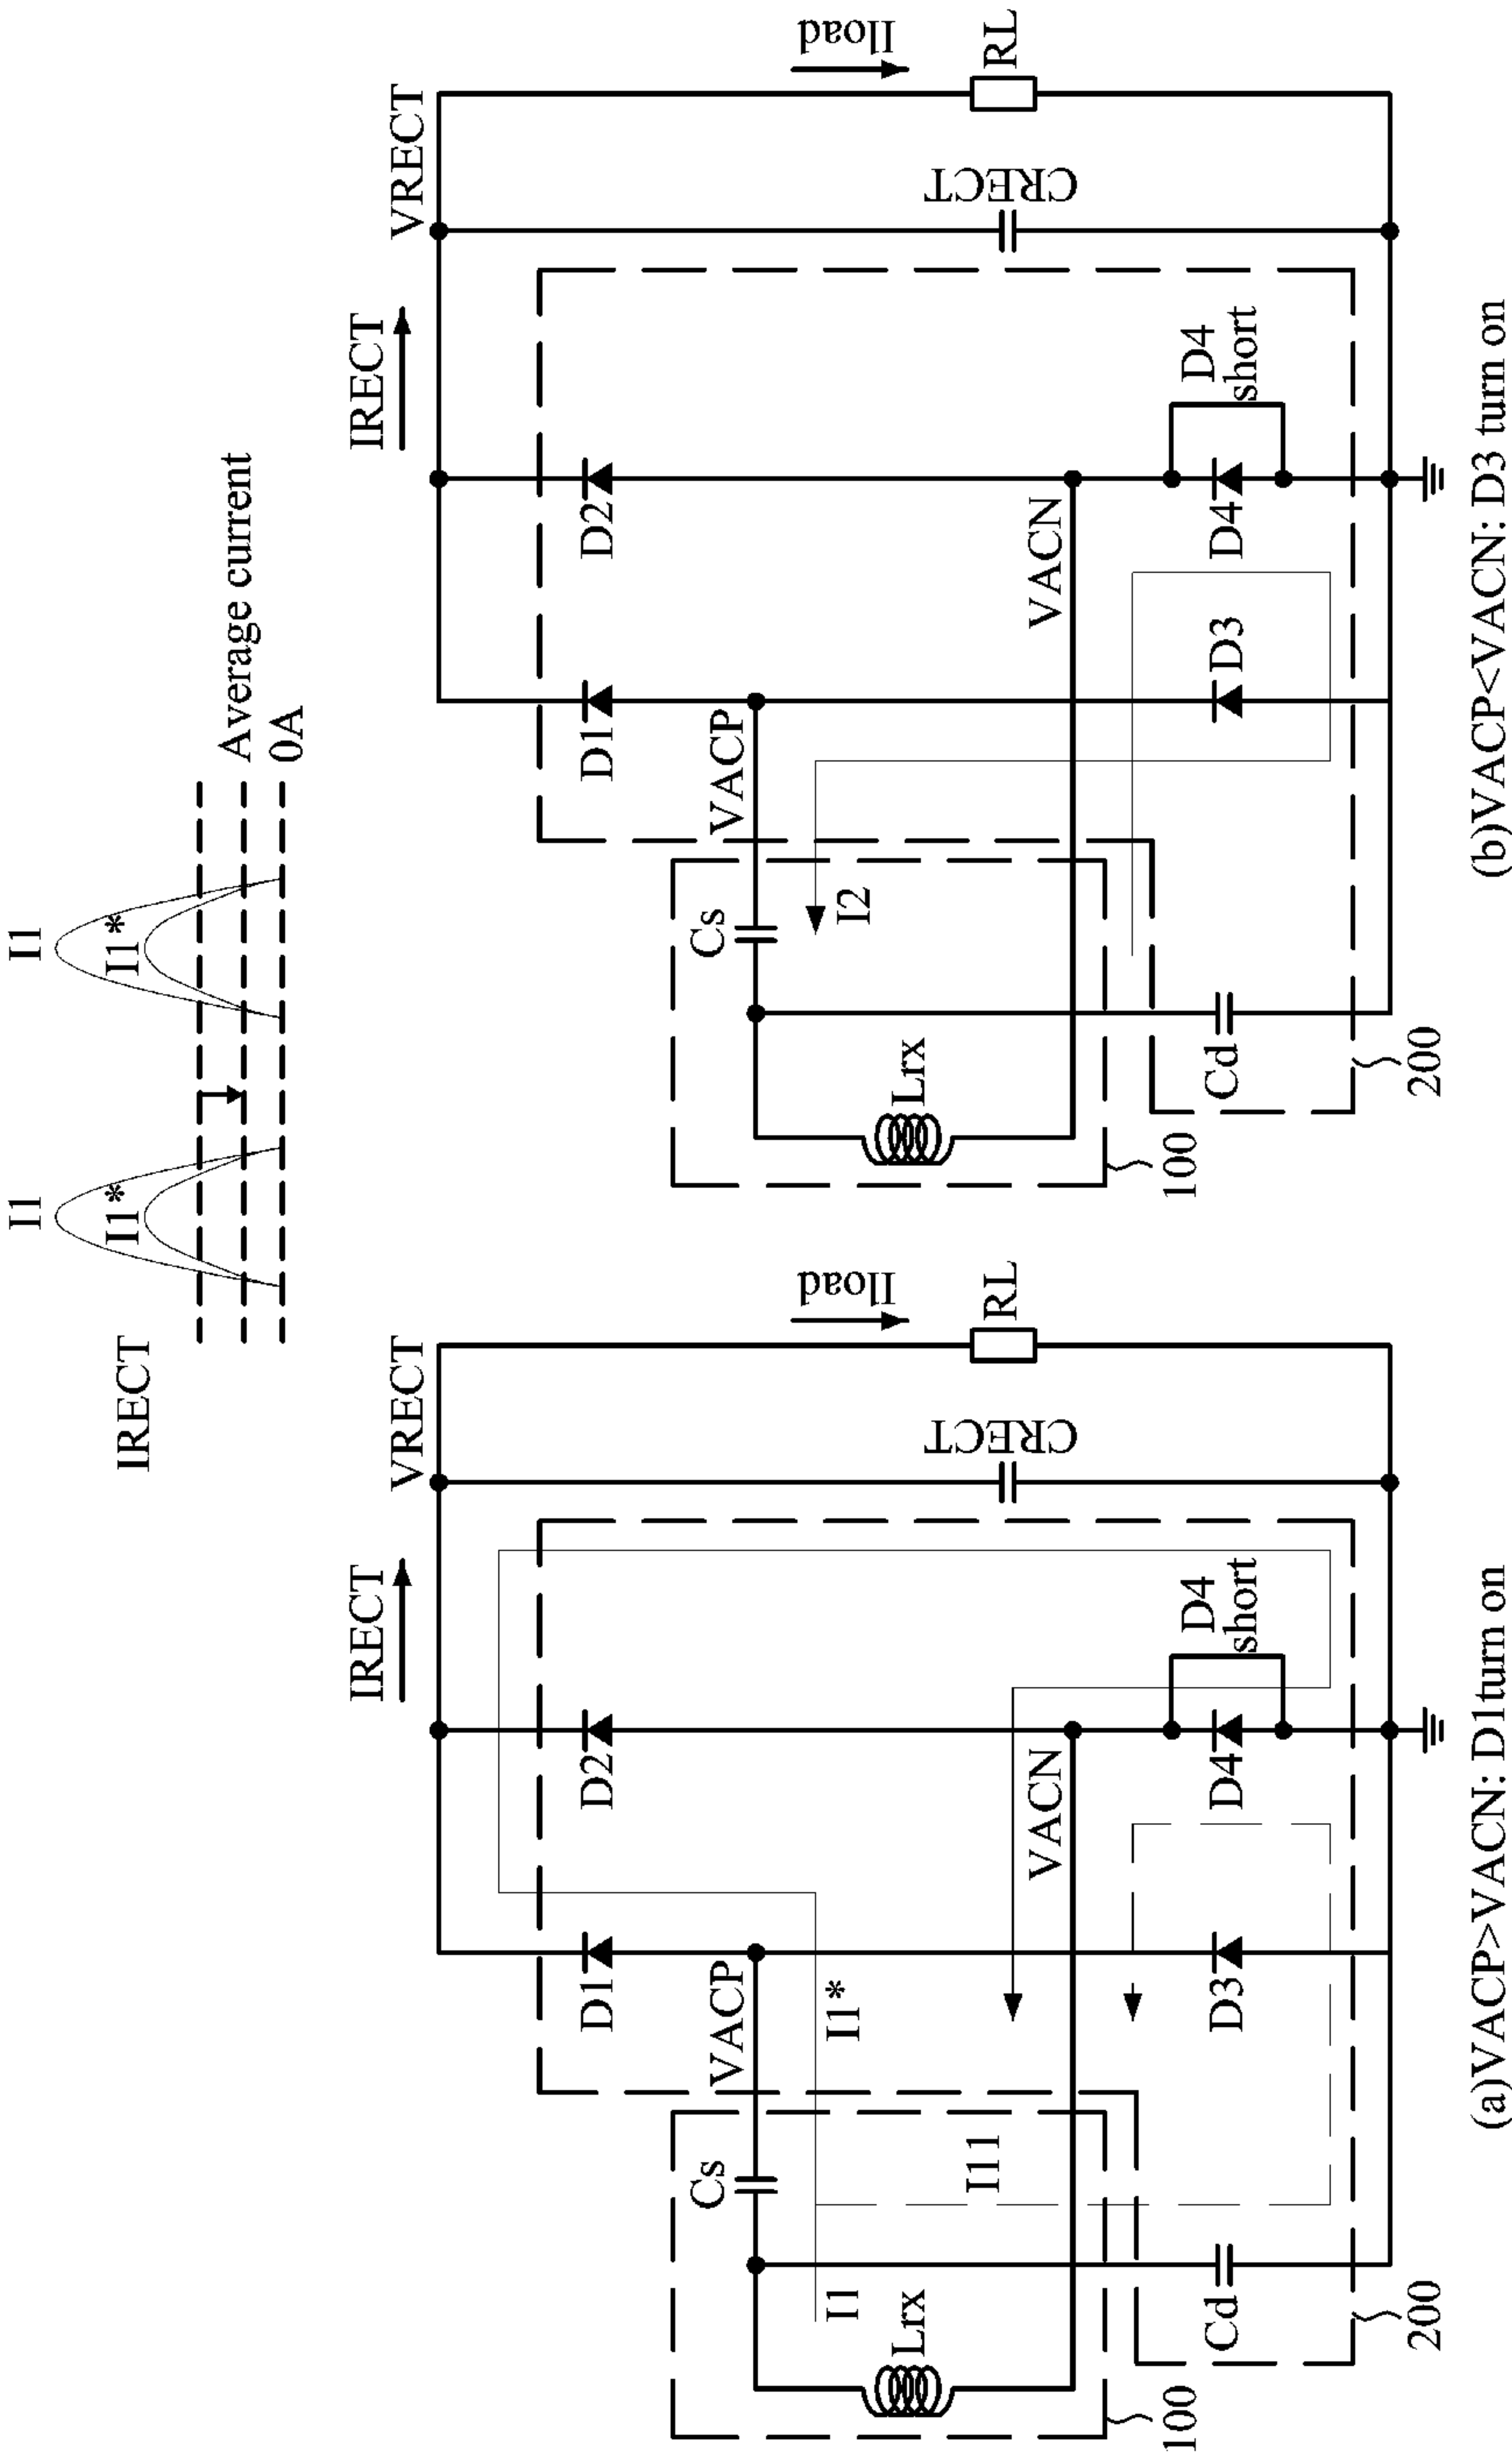 I1
I1
I1*
I1*
IRECT
Average current
0A
IRECT
VRECT
D1
D2
VACP
Cs
I1
I1*
Iload
Lrx
I11
CRECT
RL
VACN
100
Cd
D3
D4
D4
short
200
(a)VACP>VACN: D1turn on
IRECT
VRECT
D1
D2
VACP
Cs
I2
Iload
Lrx
CRECT
RL
VACN
100
Cd
D3
D4
D4
short
200
(b)VACP<VACN: D3 turn on